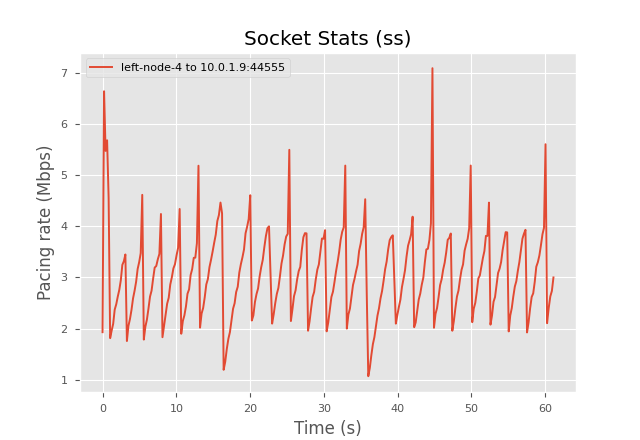 Socket Stats (ss)
left-node-4 to 10.0.1.9:44555
Pacing rate (Mbps)
7
6
5
4
3
2
1
0 10 20 30 40 50 60
Time (s)